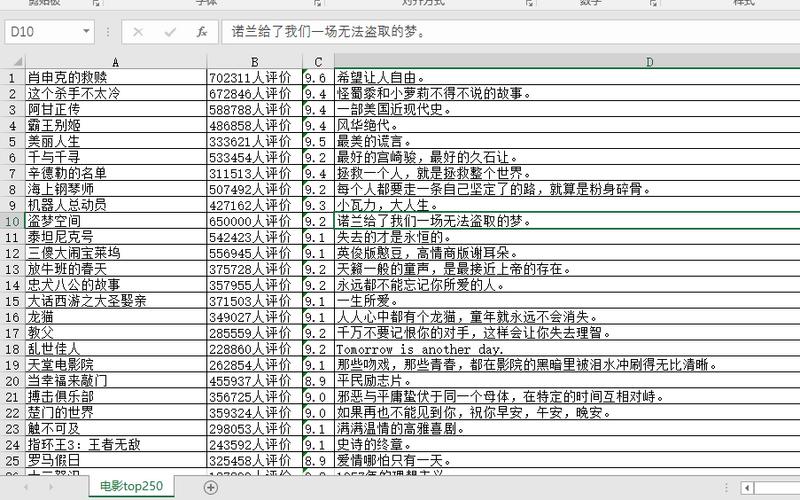 D10 fx 诺兰给了我们一场无法盗取的梦。
A B C D
1 肖申克的救赎 702311人评价 9.6 希望让人自由。
2 这个杀手不太冷 672846人评价 9.4 怪蜀黍和小萝莉不得不说的故事。
3 阿甘正传 588788人评价 9.4 一部美国近现代史。
4 霸王别姬 486858人评价 9.4 风华绝代。
5 美丽人生 333621人评价 9.5 最美的谎言。
6 千与千寻 533454人评价 9.2 最好的宫崎骏，最好的久石让。
7 辛德勒的名单 311513人评价 9.4 拯救一个人，就是拯救整个世界。
8 海上钢琴师 507492人评价 9.2 每个人都要走一条自己坚定了的路，就算是粉身碎骨。
9 机器人总动员 427162人评价 9.3 小瓦力，大人生。
10 盗梦空间 650000人评价 9.2 诺兰给了我们一场无法盗取的梦。
11 泰坦尼克号 542423人评价 9.1 失去的才是永恒的。
12 三傻大闹宝莱坞 556945人评价 9.1 英俊版憨豆，高情商版谢耳朵。
13 放牛班的春天 375728人评价 9.2 天籁一般的童声，是最接近上帝的存在。
14 忠犬八公的故事 357955人评价 9.2 永远都不能忘记你所爱的人。
15 大话西游之大圣娶亲 371503人评价 9.1 一生所爱。
16 龙猫 349027人评价 9.1 人人心中都有个龙猫，童年就永远不会消失。
17 教父 285559人评价 9.2 千万不要记恨你的对手，这样会让你失去理智。
18 乱世佳人 228860人评价 9.2 Tomorrow is another day.
19 天堂电影院 262854人评价 9.1 那些吻戏，那些青春，都在影院的黑暗里被泪水冲刷得无比清晰。
20 当幸福来敲门 455937人评价 8.9 平民励志片。
21 搏击俱乐部 356725人评价 9.0 邪恶与平庸蛰伏于同一个母体，在特定的时间互相对峙。
22 楚门的世界 359324人评价 9.0 如果再也不能见到你，祝你早安，午安，晚安。
23 触不可及 298053人评价 9.1 满满温情的高雅喜剧。
24 指环王3：王者无敌 243592人评价 9.1 史诗的终章。
25 罗马假日 325458人评价 8.9 爱情哪怕只有一天。
电影top250